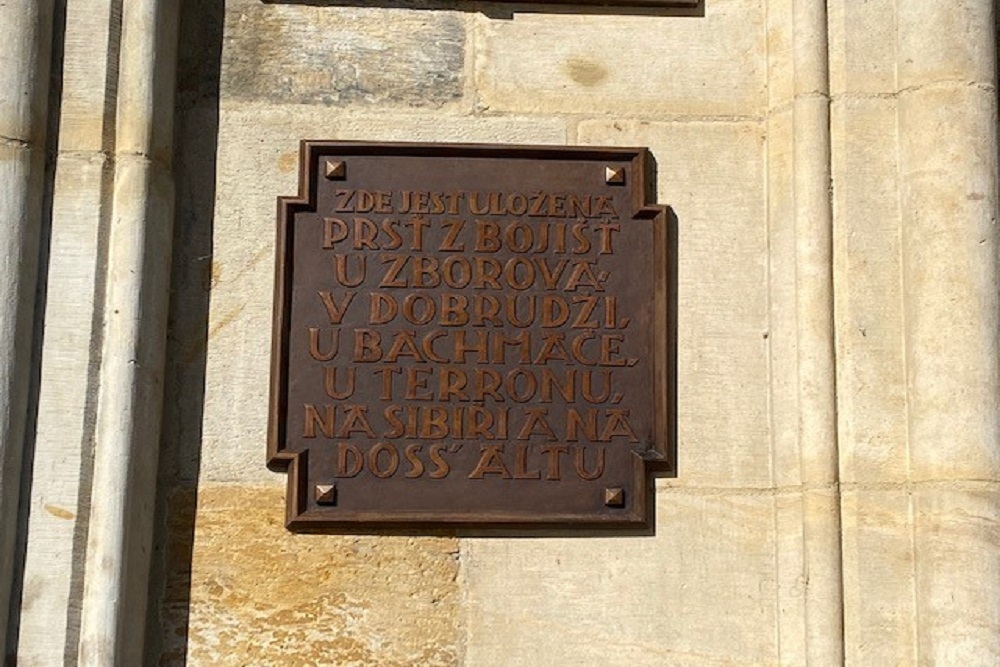 ZDE JEST ULOŽENA
PRSŤ Z BOJIŠŤ
U ZBOROVA,
V DOBRUDŽI,
U BACHMAČE,
U TERRONU,
NA SIBIŘI A NA
DOSS" ALTU